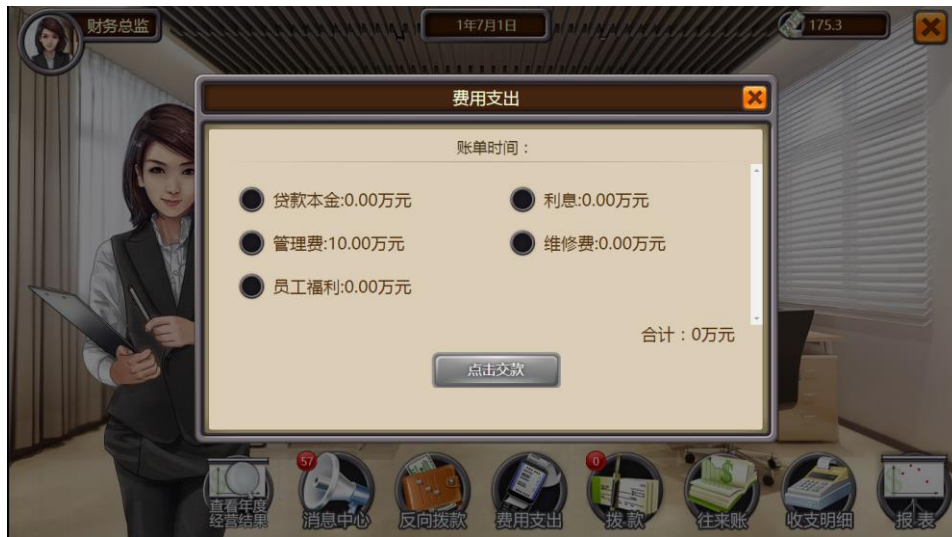 财务总监
1年7月1日
175.3
费用支出
账单时间：
贷款本金:0.00万元
利息:0.00万元
管理费:10.00万元
维修费:0.00万元
员工福利:0.00万元
合计：0万元
点击交款
57
0
查看年度
经营结果
消息中心
反向拨款
费用支出
拨 款
往来账
收支明细
报 表